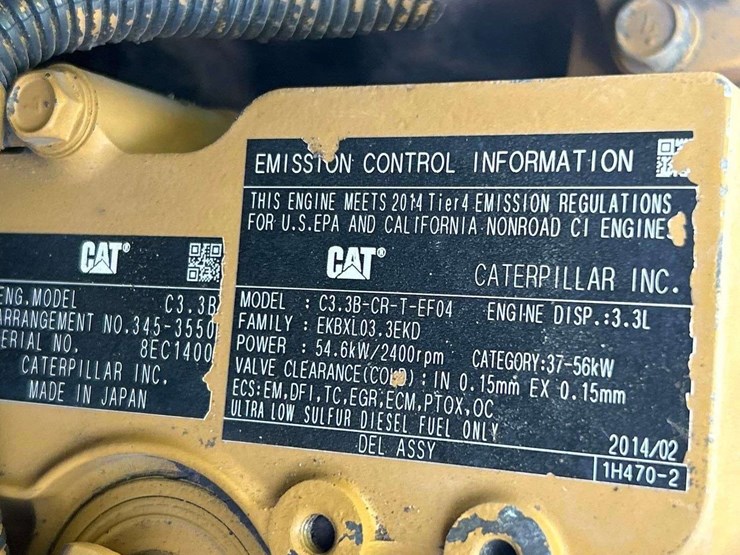 EMISSION CONTROL INFORMATION
THIS ENGINE MEETS 2014 Tier4 EMISSION REGULATIONS
FOR U.S.EPA AND CALIFORNIA NONROAD CI ENGINES
CAT®
CATERPILLAR INC.
MODEL : C3.3B-CR-T-EF04 ENGINE DISP.:3.3L
FAMILY : EKBXL03.3EKD
POWER : 54.6kW/2400rpm CATEGORY:37-56kW
VALVE CLEARANCE(COLD) : IN 0.15mm EX 0.15mm
ECS:EM,DFI,TC,EGR,ECM,PTOX,OC
ULTRA LOW SULFUR DIESEL FUEL ONLY
DEL ASSY
2014/02
1H470-2
CAT®
ENG.MODEL C3.3B
ARRANGEMENT NO.345-3550
SERIAL NO. 8EC1400
CATERPILLAR INC.
MADE IN JAPAN